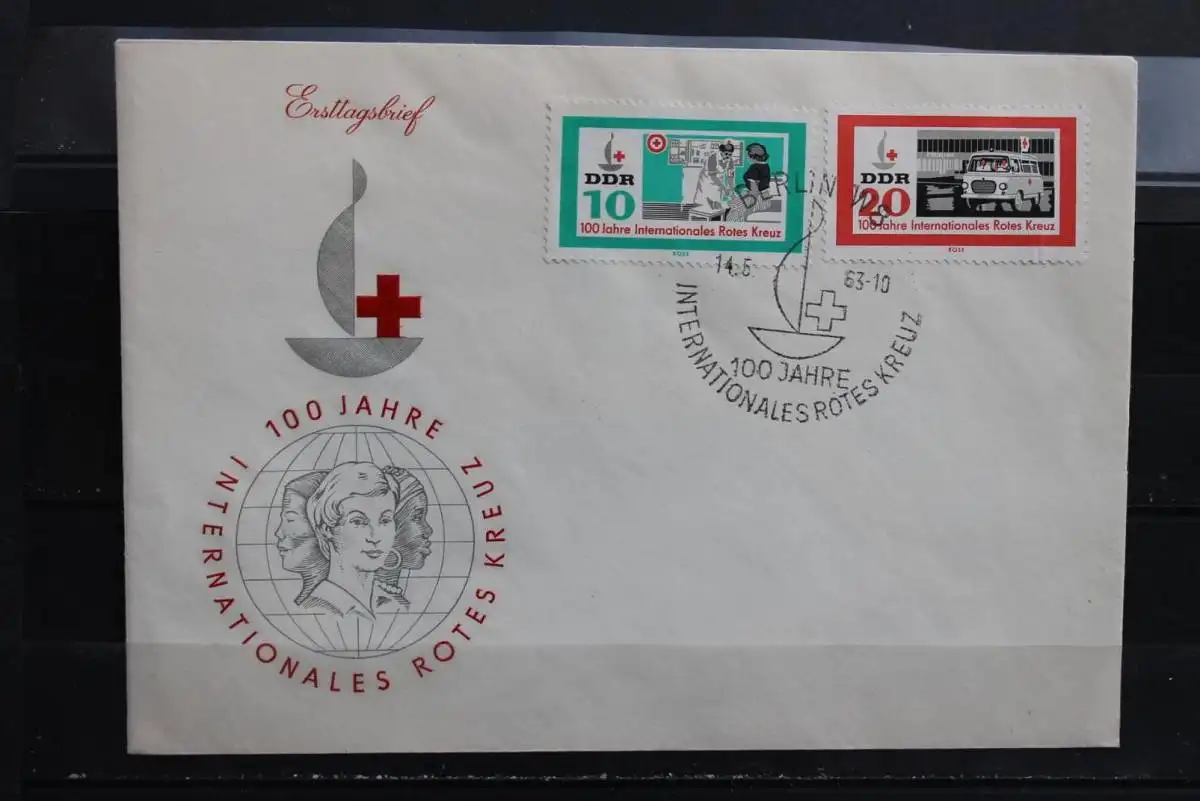 Ersttagsbrief
100 JAHRE
INTERNATIONALES ROTES KREUZ
DDR
10
100 Jahre Internationales Rotes Kreuz
DDR
20
100 Jahre Internationales Rotes Kreuz
BERLIN W 8
14.5.
63-10
100 JAHRE
INTERNATIONALES ROTES KREUZ